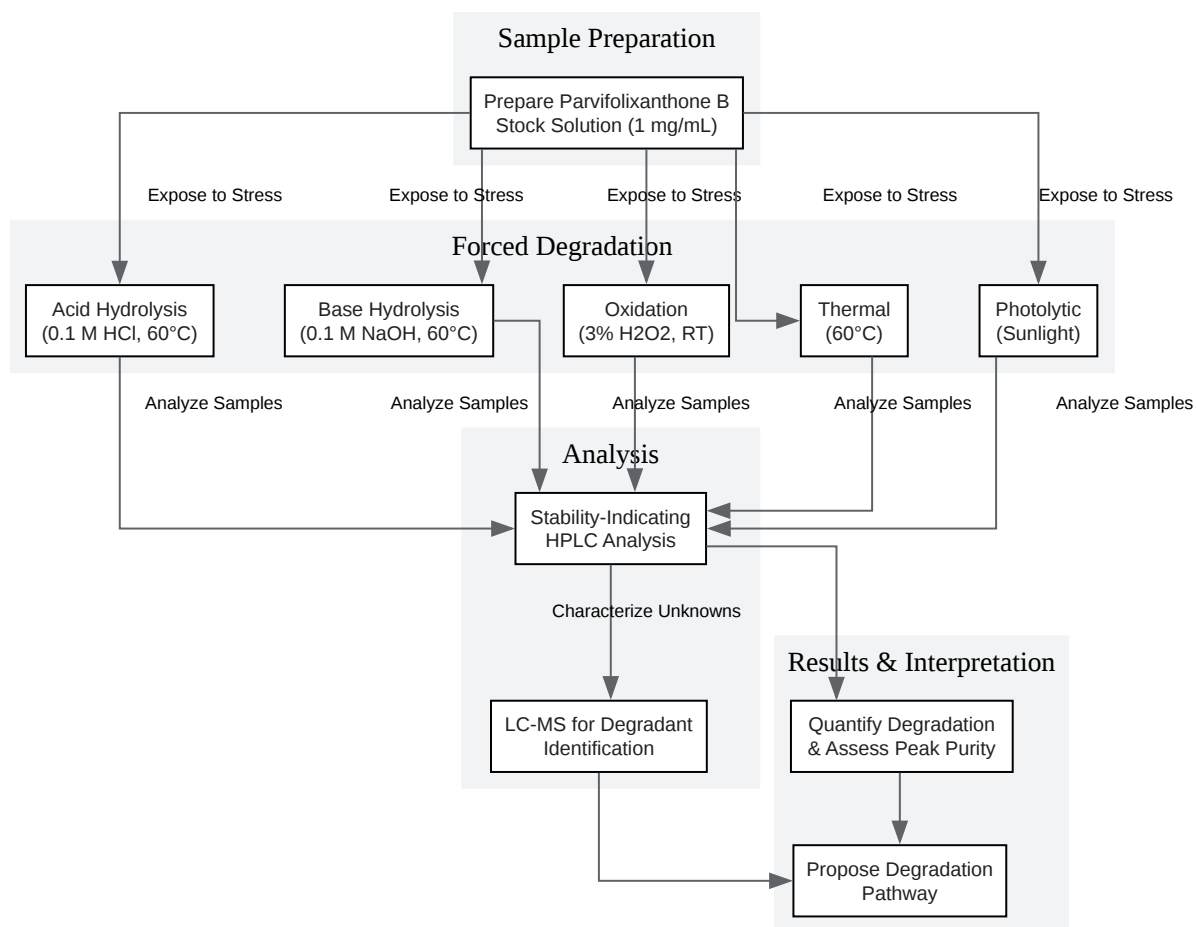 Sample Preparation
Prepare Parvifolixanthone B
Stock Solution (1 mg/mL)
Expose to Stress
Expose to Stress
Expose to Stress
Expose to Stress
Expose to Stress
Forced Degradation
Acid Hydrolysis
(0.1 M HCl, 60°C)
Base Hydrolysis
(0.1 M NaOH, 60°C)
Oxidation
(3% H2O2, RT)
Thermal
(60°C)
Photolytic
(Sunlight)
Analyze Samples
Analyze Samples
Analyze Samples
Analyze Samples
Analyze Samples
Analysis
Stability-Indicating
HPLC Analysis
Characterize Unknowns
Results & Interpretation
LC-MS for Degradant
Identification
Quantify Degradation
& Assess Peak Purity
Propose Degradation
Pathway